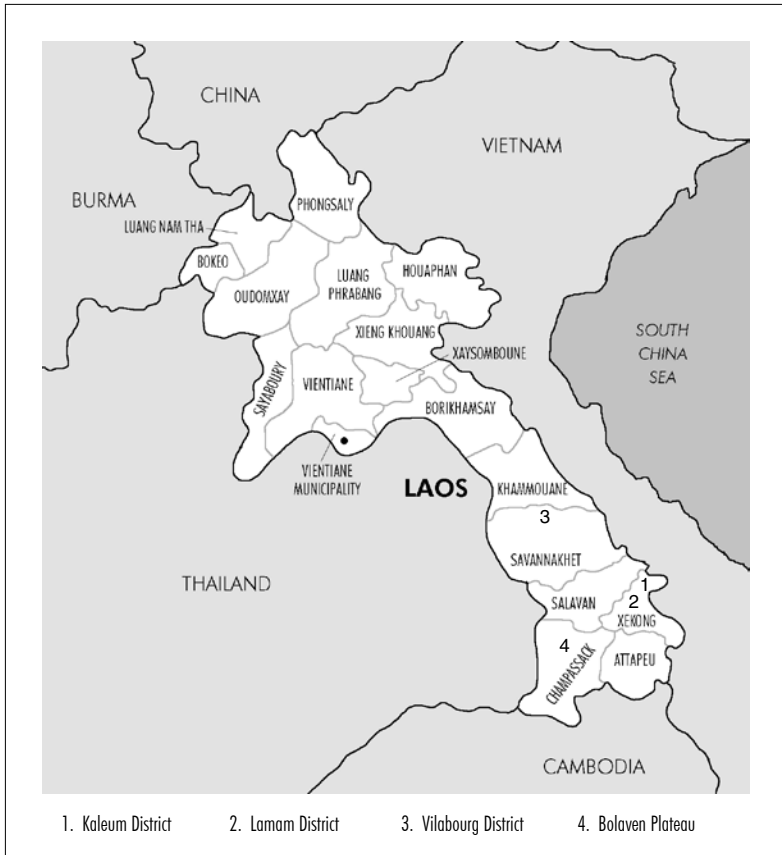 CHINA
VIETNAM
BURMA
PHONGSALY
LUANG NAM THA
BOKEO
LUANG
PHRABANG
HOUAPHAN
OUDOMXAY
XIENG KHOUANG
SOUTH
CHINA
SEA
XAYSOMBOUNE
SAYABOURY
VIENTIANE
BORIKHAMSAY
VIENTIANE
MUNICIPALITY
LAOS
KHAMMOUANE
3
SAVANNAKHET
THAILAND
1
SALAVAN
2
XEKONG
4
CHAMPASSACK
ATTAPEU
CAMBODIA
1. Kaleum District 2. Lamam District 3. Vilabourg District 4. Bolaven Plateau